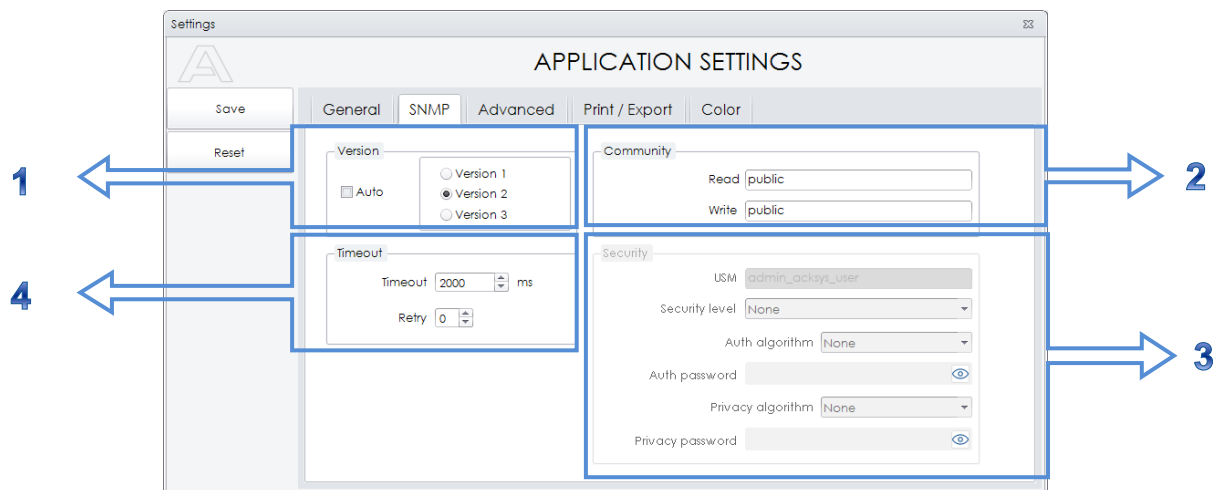 Settings
APPLICATION SETTINGS
Save
Reset
General SNMP Advanced Print / Export Color
1
Version
Auto
Version 1
Version 2
Version 3
2
Community
Read public
Write public
4
Timeout
Timeout 2000 ms
Retry 0
3
Security
USM admin_acksys_user
Security level None
Auth algorithm None
Auth password
Privacy algorithm None
Privacy password